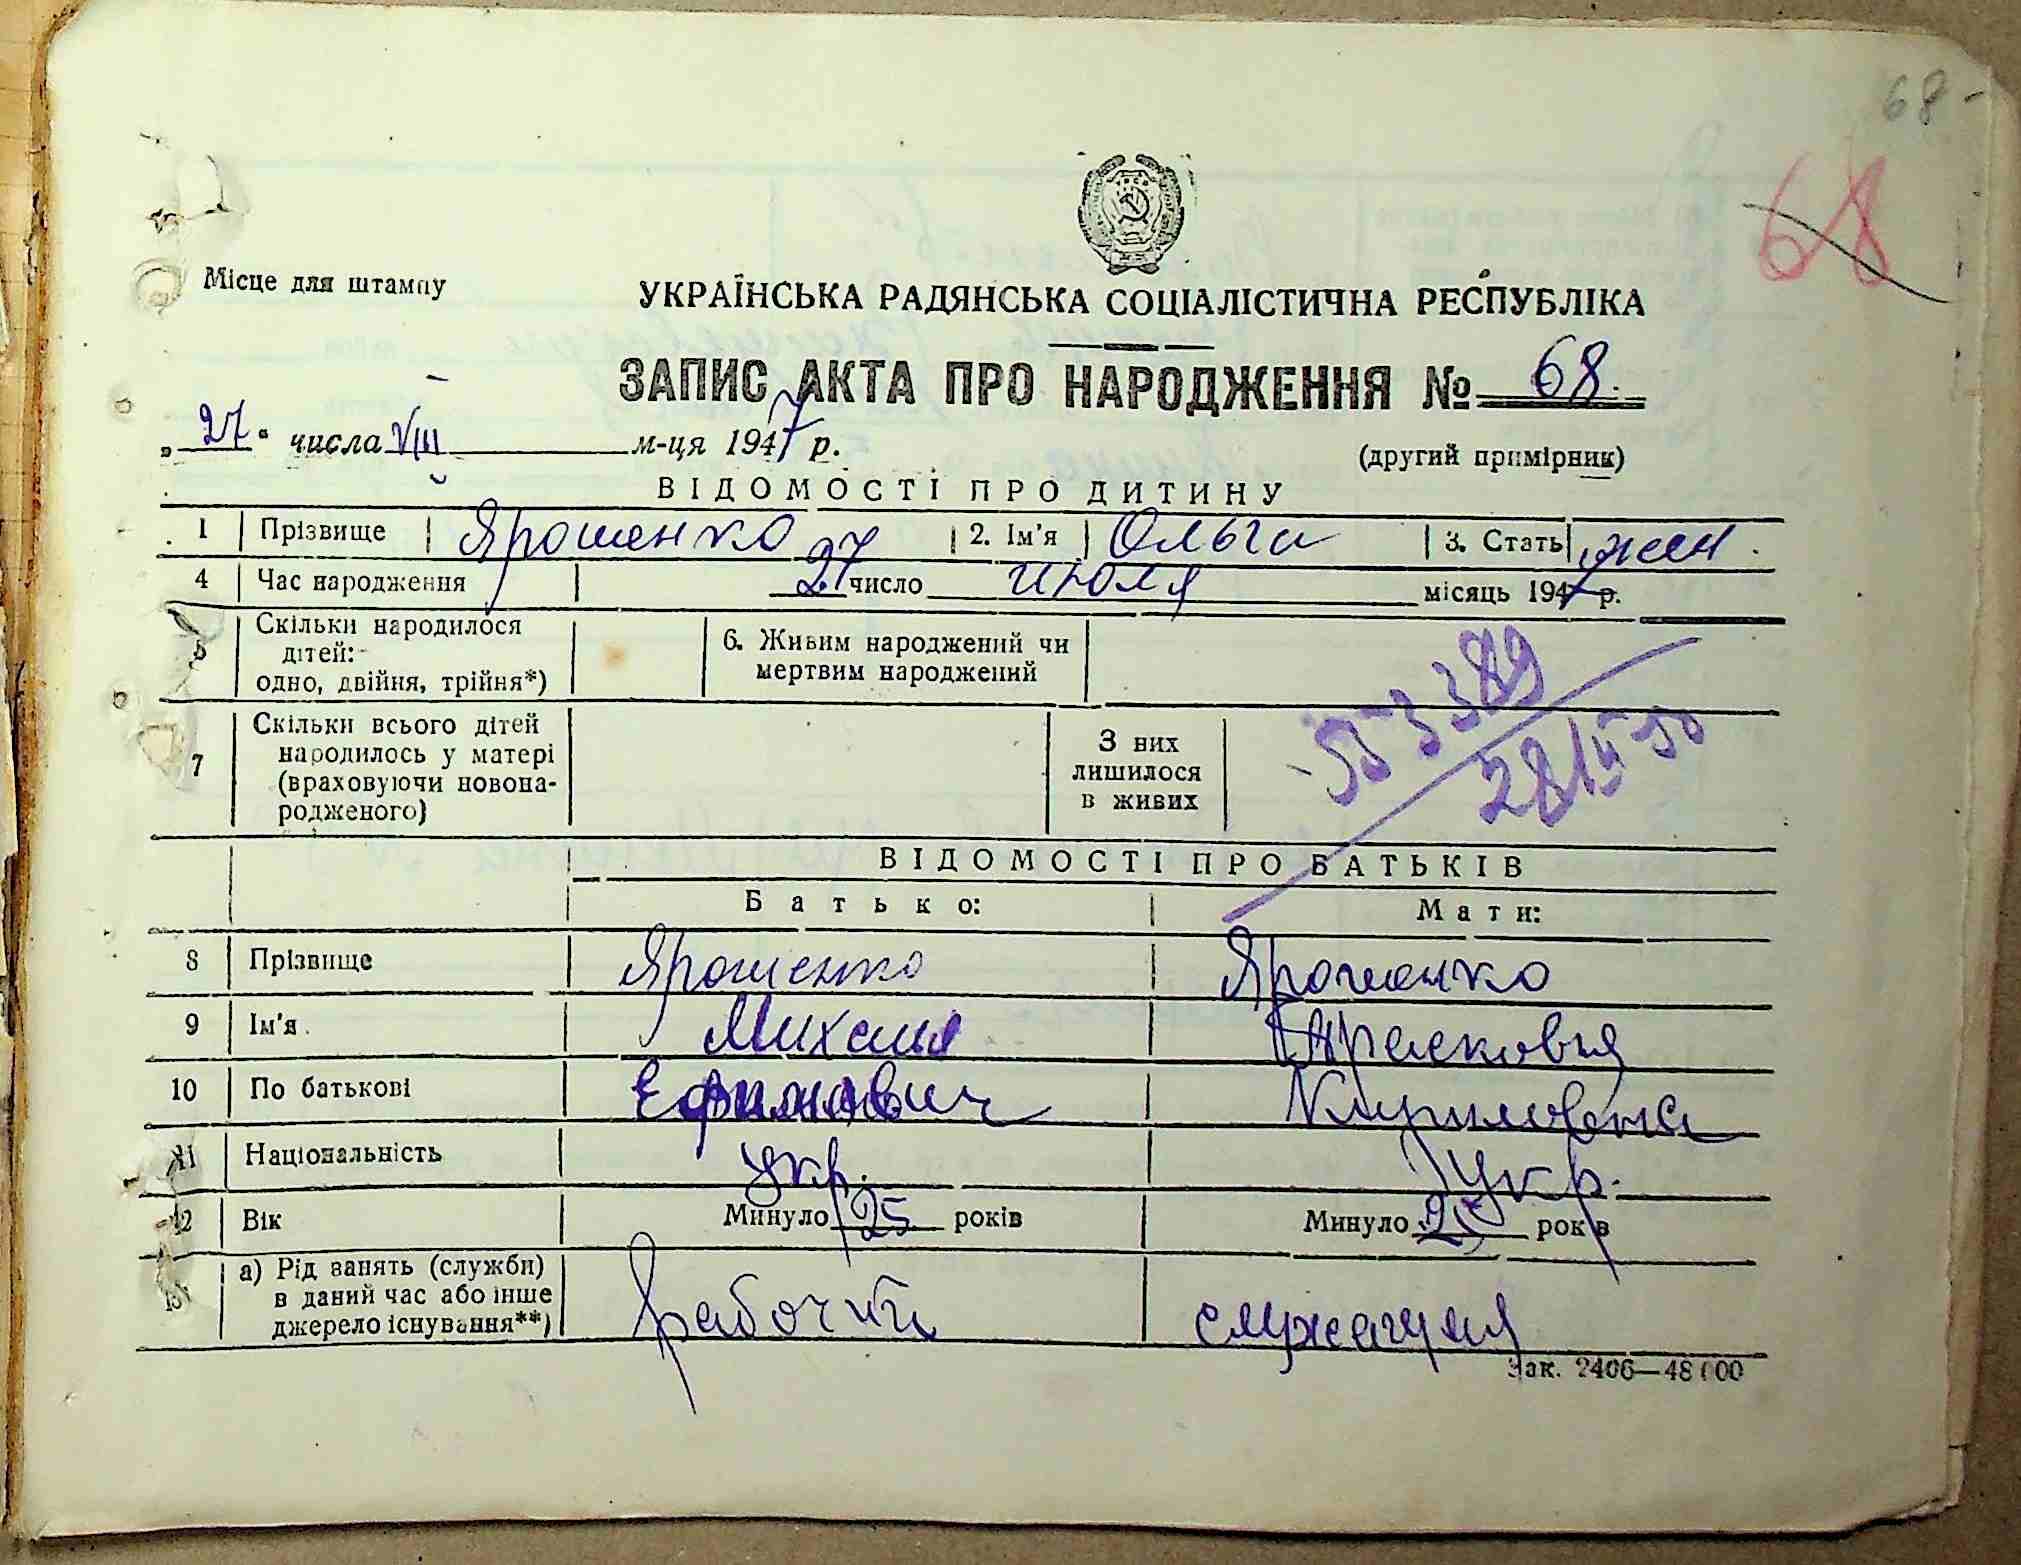 68-
68
Місце для штампу
УКРАЇНСЬКА РАДЯНСЬКА СОЦІАЛІСТИЧНА РЕСПУБЛІКА
ЗАПИС АКТА ПРО НАРОДЖЕННЯ № 68.
„27“ числа VIII м-ця 1947 р.
(другий примірник)
ВІДОМОСТІ ПРО ДИТИНУ
1 Прізвище Ярошенко 2. Ім'я Ольга 3. Стать жен.
4 Час народження 27 число июля місяць 1947 р.
5 Скільки народилося дітей: одно, двійня, трійня*) 6. Живим народжений чи мертвим народжений
7 Скільки всього дітей народилось у матері (враховуючи новонародженого) З них лишилося в живих
ВІДОМОСТІ ПРО БАТЬКІВ
Батько: Мати:
8 Прізвище Ярошенко Ярошенко
9 Ім'я. Михаил Парасковья
10 По батькові Ефимович Кириловна
11 Національність укр. укр.
12 Вік Минуло 25 років Минуло 25 років
13 а) Рід занять (служби) в даний час або інше джерело існування**) рабочий служащая
Зак. 2406—48000